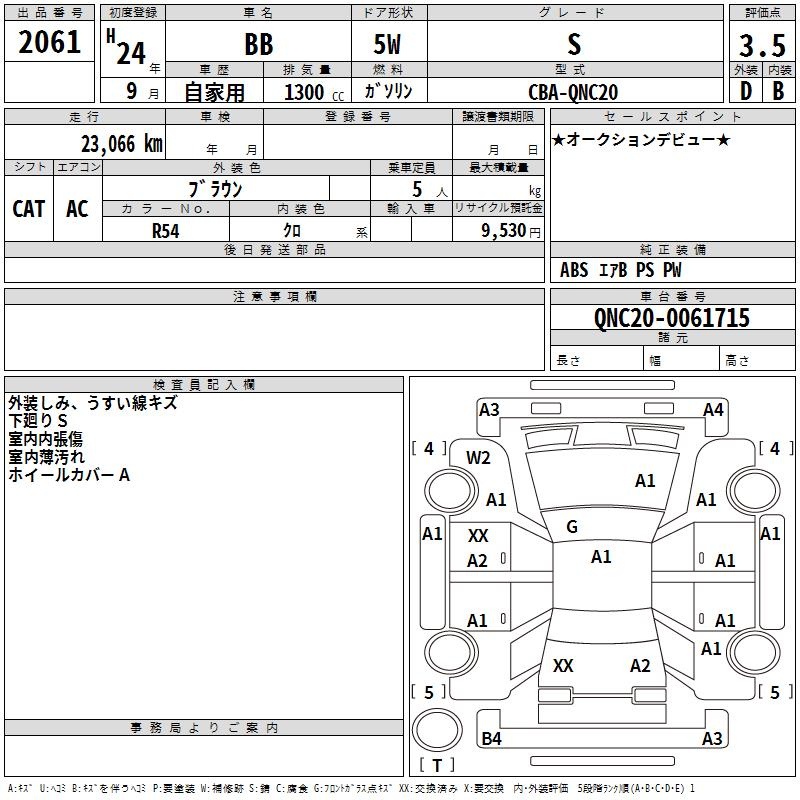 出品番号 初度登録 車名 ドア形状 グレード 評価点
2061 H24年 BB 5W S 3.5
車歴 排気量 燃料 型式 外装 内装
9月 自家用 1300 CC ｶﾞｿﾘﾝ CBA-QNC20 D B
走行 車検 登録番号 譲渡書類期限 セールスポイント
23,066 km 年 月 月 日 ★オークションデビュー★
シフト エアコン 外装色 乗車定員 最大積載量
CAT AC ﾌﾞﾗｳﾝ 5 人 kg
カラーNo. 内装色 輸入車 リサイクル預託金
R54 ｸﾛ 系 9,530 円
後日発送部品 純正装備
ABS ｴｱB PS PW
注意事項欄 車台番号
QNC20-0061715
諸元
長さ 幅 高さ
検査員記入欄
外装しみ、うすい線キズ
下廻りS
室内内張傷
室内薄汚れ
ホイールカバーA
A3 A4
[ 4 ] [ 4 ]
W2
A1
A1 A1
G
A1 XX A1
A2 A1 A1
A1 A1
A1
XX A2
[ 5 ] [ 5 ]
事務局よりご案内
B4 A3
[ T ]
A:ｷｽﾞ U:ﾍｺﾐ B:ｷｽﾞを伴うﾍｺﾐ P:要塗装 W:補修跡 S:錆 C:腐食 G:ﾌﾛﾝﾄｶﾞﾗｽ点ｷｽﾞ XX:交換済み X:要交換 内・外装評価 5段階ﾗﾝｸ順(A・B・C・D・E) 1